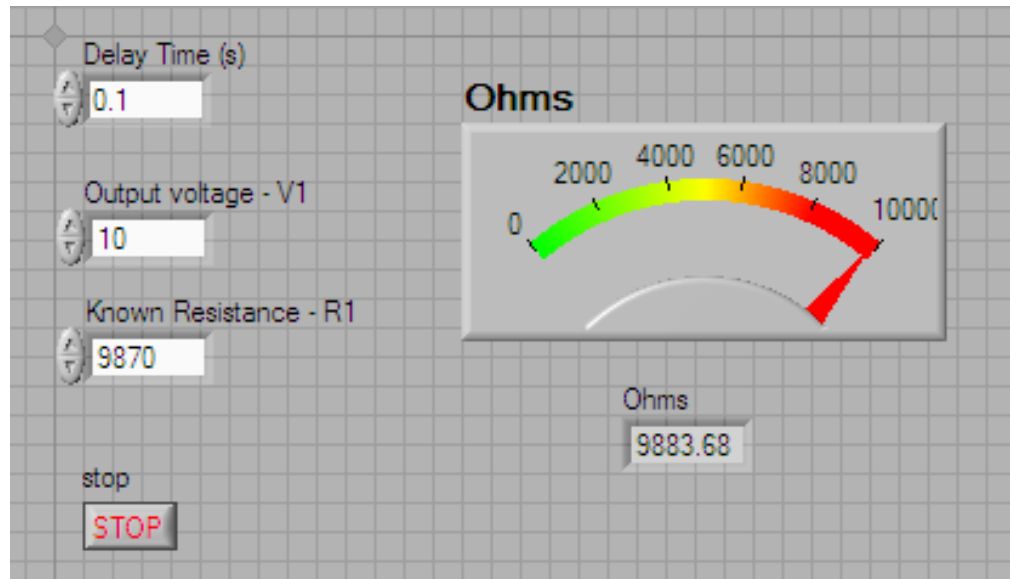 Delay Time (s)
0.1
Output voltage - V1
10
Known Resistance - R1
9870
stop
STOP
Ohms
0
2000
4000
6000
8000
10000
Ohms
9883.68